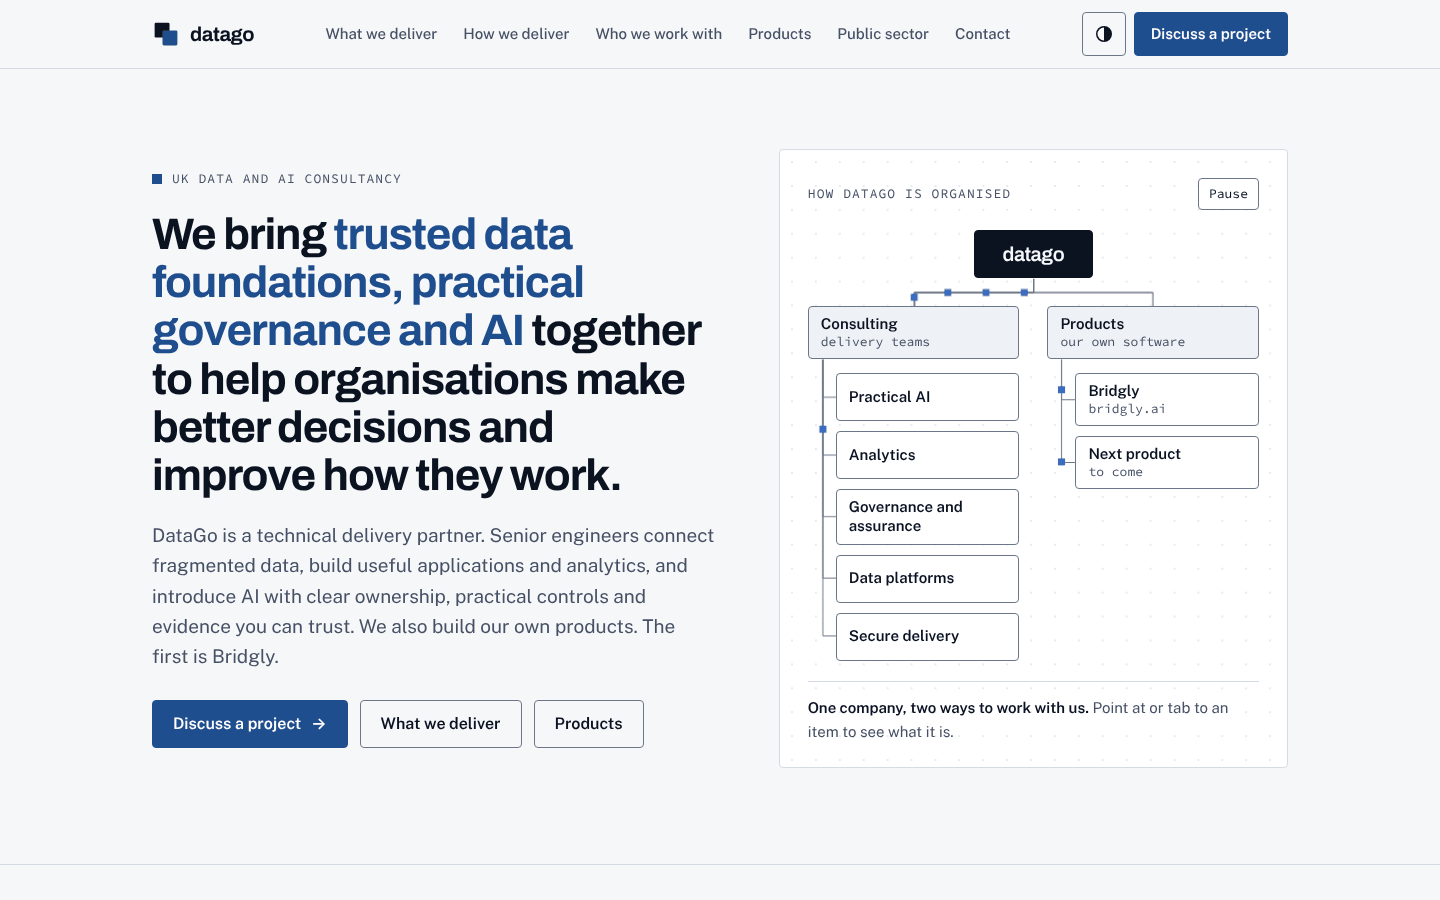 datago
What we deliver
How we deliver
Who we work with
Products
Public sector
Contact
Discuss a project
UK DATA AND AI CONSULTANCY
We bring trusted data
foundations, practical
governance and AI together
to help organisations make
better decisions and
improve how they work.
DataGo is a technical delivery partner. Senior engineers connect
fragmented data, build useful applications and analytics, and
introduce AI with clear ownership, practical controls and
evidence you can trust. We also build our own products. The
first is Bridgly.
Discuss a project →
What we deliver
Products
HOW DATAGO IS ORGANISED
Pause
datago
Consulting
delivery teams
Practical AI
Analytics
Governance and
assurance
Data platforms
Secure delivery
Products
our own software
Bridgly
bridgly.ai
Next product
to come
One company, two ways to work with us. Point at or tab to an
item to see what it is.